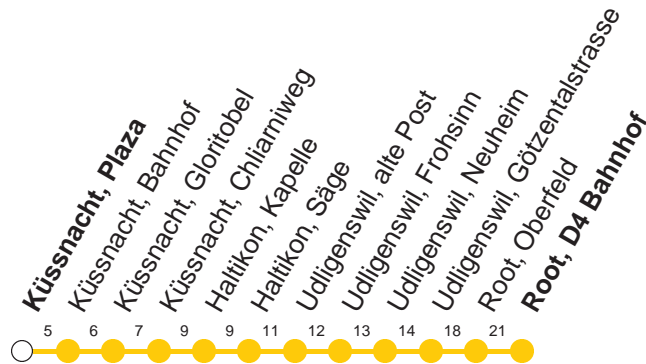 Küssnacht, Plaza
Küssnacht, Bahnhof
Küssnacht, Gloritobel
Küssnacht, Chliarniweg
Haltikon, Kapelle
Haltikon, Säge
Udligenswil, alte Post
Udligenswil, Frohsinn
Udligenswil, Neuheim
Udligenswil, Götzentalstrasse
Root, Oberfeld
Root, D4 Bahnhof
5 6 7 9 9 11 12 13 14 18 21